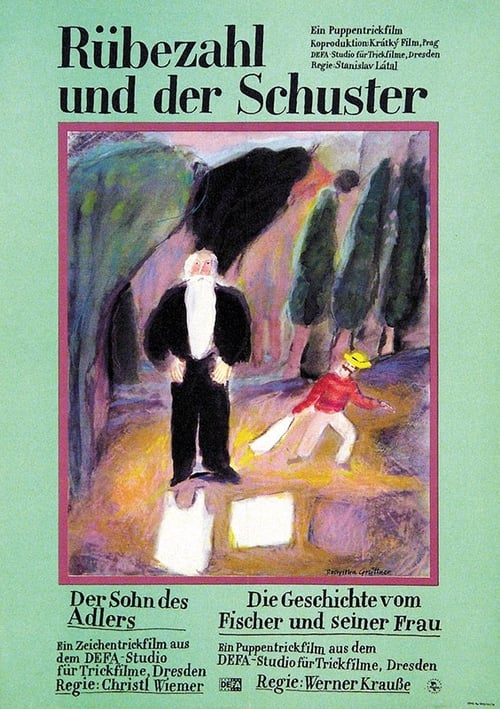 Rübezahl
und der Schuster
Ein Puppentrickfilm
Koproduktion: Krátký Film, Prag
DEFA-Studio für Trickfilme, Dresden
Regie: Stanislav Látal
Der Sohn des
Adlers
Ein Zeichentrickfilm aus
dem DEFA-Studio
für Trickfilme, Dresden
Regie: Christl Wiemer
Die Geschichte vom
Fischer und seiner Frau
Ein Puppentrickfilm aus dem
DEFA-Studio für Trickfilme, Dresden
Regie: Werner Krauße
DEFA